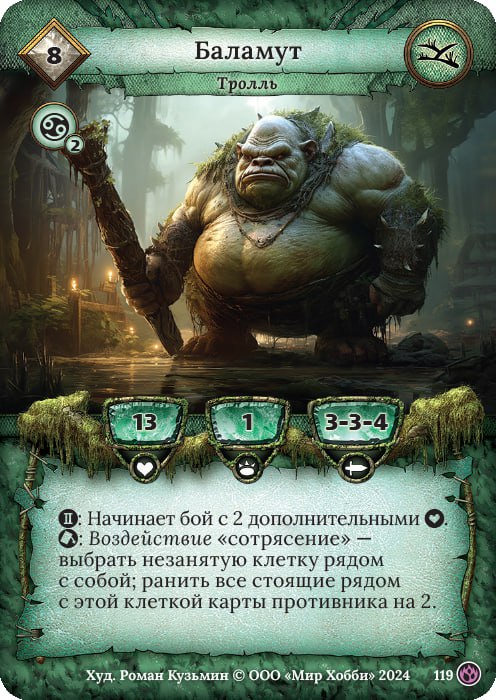 8
Баламут
Тролль
2
13
1
3-3-4
: Начинает бой с 2 дополнительными .
: Воздействие «сотрясение» —
выбрать незанятую клетку рядом
с собой; ранить все стоящие рядом
с этой клеткой карты противника на 2.
Худ. Роман Кузьмин © ООО «Мир Хобби» 2024
119